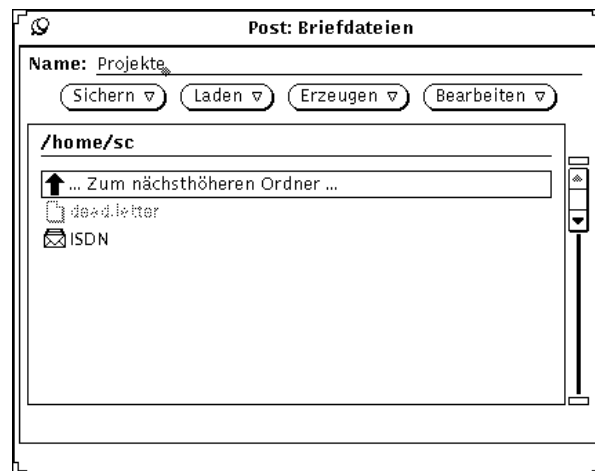 Post: Briefdateien
Name: Projekte
Sichern Laden Erzeugen Bearbeiten
/home/sc
... Zum nächsthöheren Ordner ...
dead.letter
ISDN